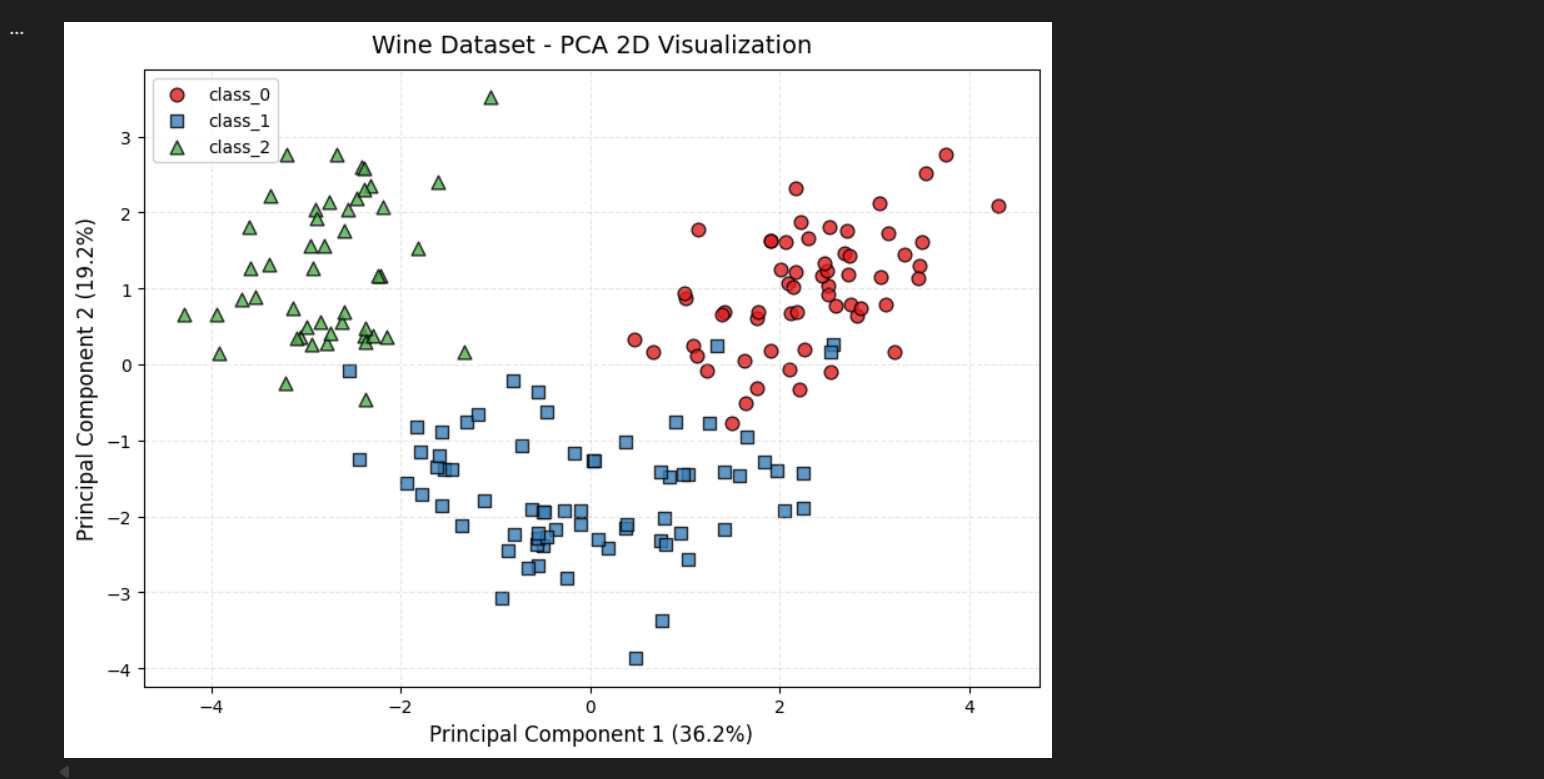 ...
Wine Dataset - PCA 2D Visualization
class_0
class_1
class_2
3
2
1
0
−1
−2
−3
−4
Principal Component 2 (19.2%)
−4
−2
0
2
4
Principal Component 1 (36.2%)